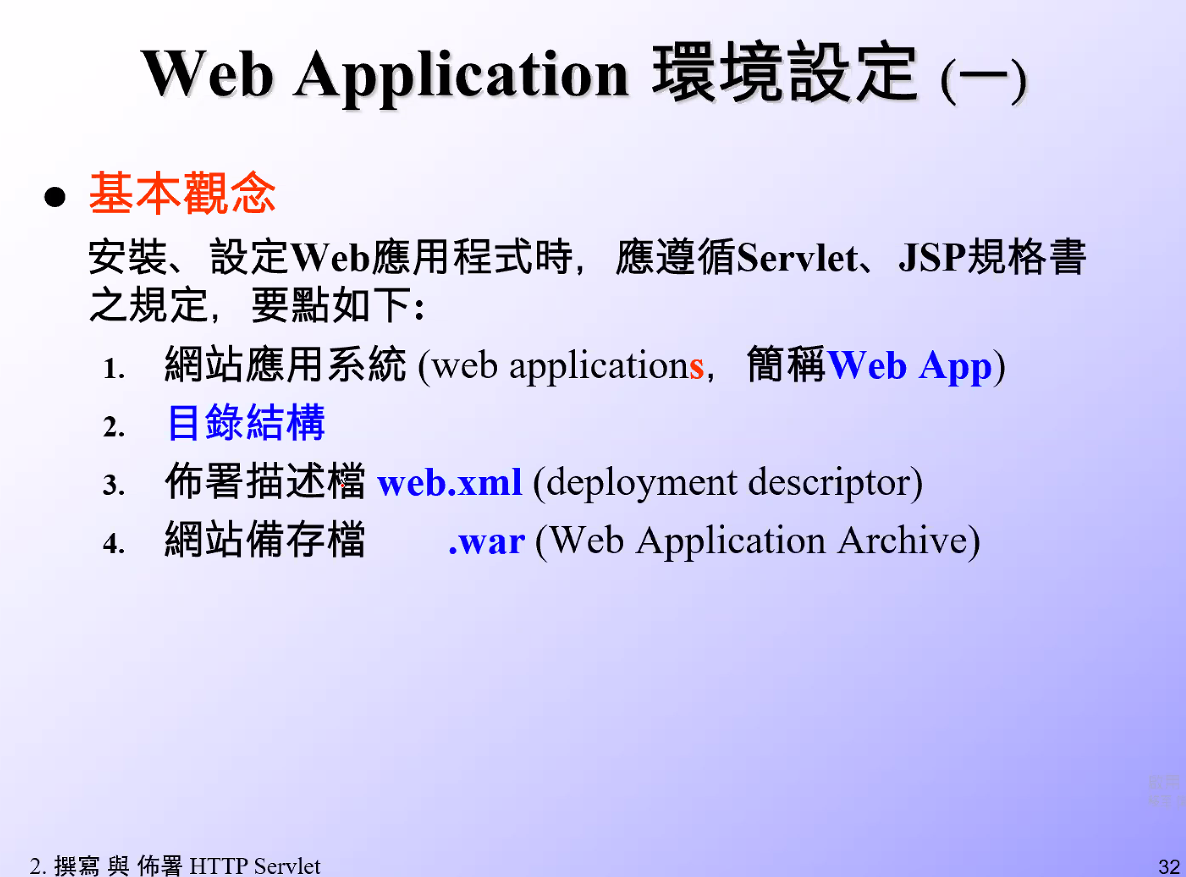 Web Application 環境設定 (一)
● 基本觀念
安裝、設定Web應用程式時，應遵循Servlet、JSP規格書
之規定，要點如下:
1. 網站應用系統 (web applications，簡稱Web App)
2. 目錄結構
3. 佈署描述檔 web.xml (deployment descriptor)
4. 網站備存檔 .war (Web Application Archive)
2. 撰寫 與 佈署 HTTP Servlet
32